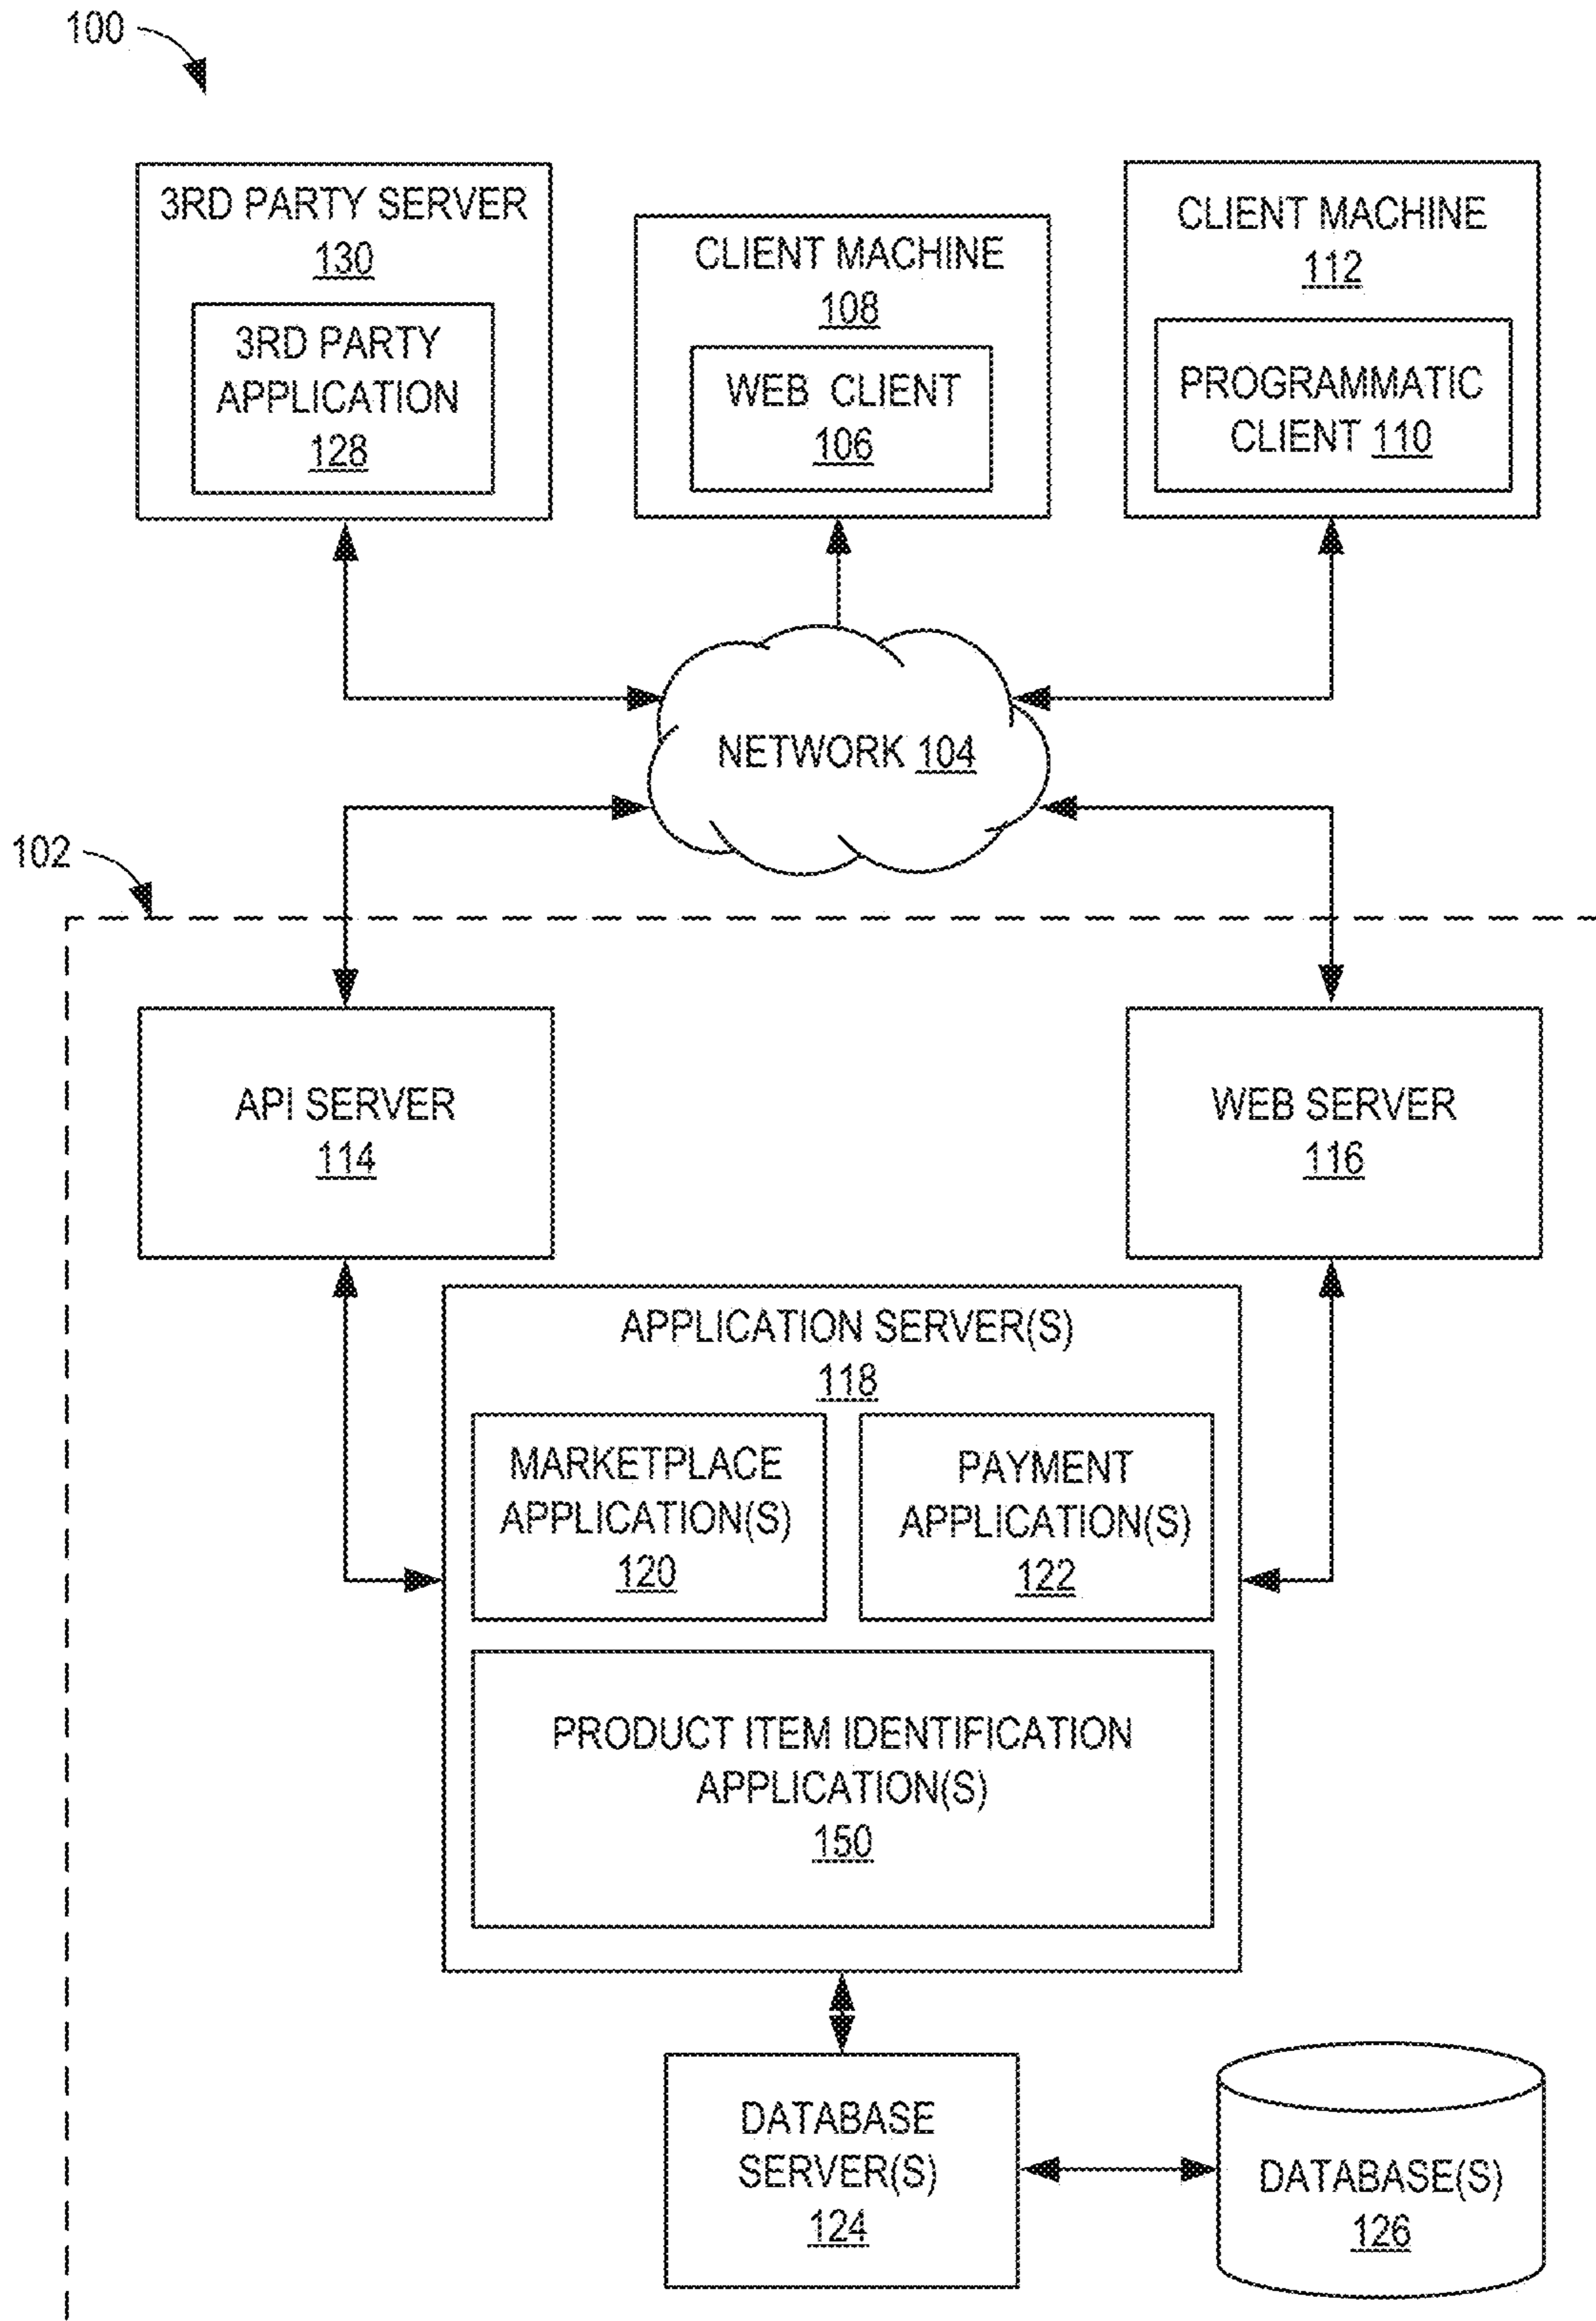 100
3RD PARTY SERVER
130
3RD PARTY
APPLICATION
128
CLIENT MACHINE
108
WEB CLIENT
106
CLIENT MACHINE
112
PROGRAMMATIC
CLIENT 110
NETWORK 104
102
API SERVER
114
WEB SERVER
116
APPLICATION SERVER(S)
118
MARKETPLACE
APPLICATION(S)
120
PAYMENT
APPLICATION(S)
122
PRODUCT ITEM IDENTIFICATION
APPLICATION(S)
150
DATABASE
SERVER(S)
124
DATABASE(S)
126